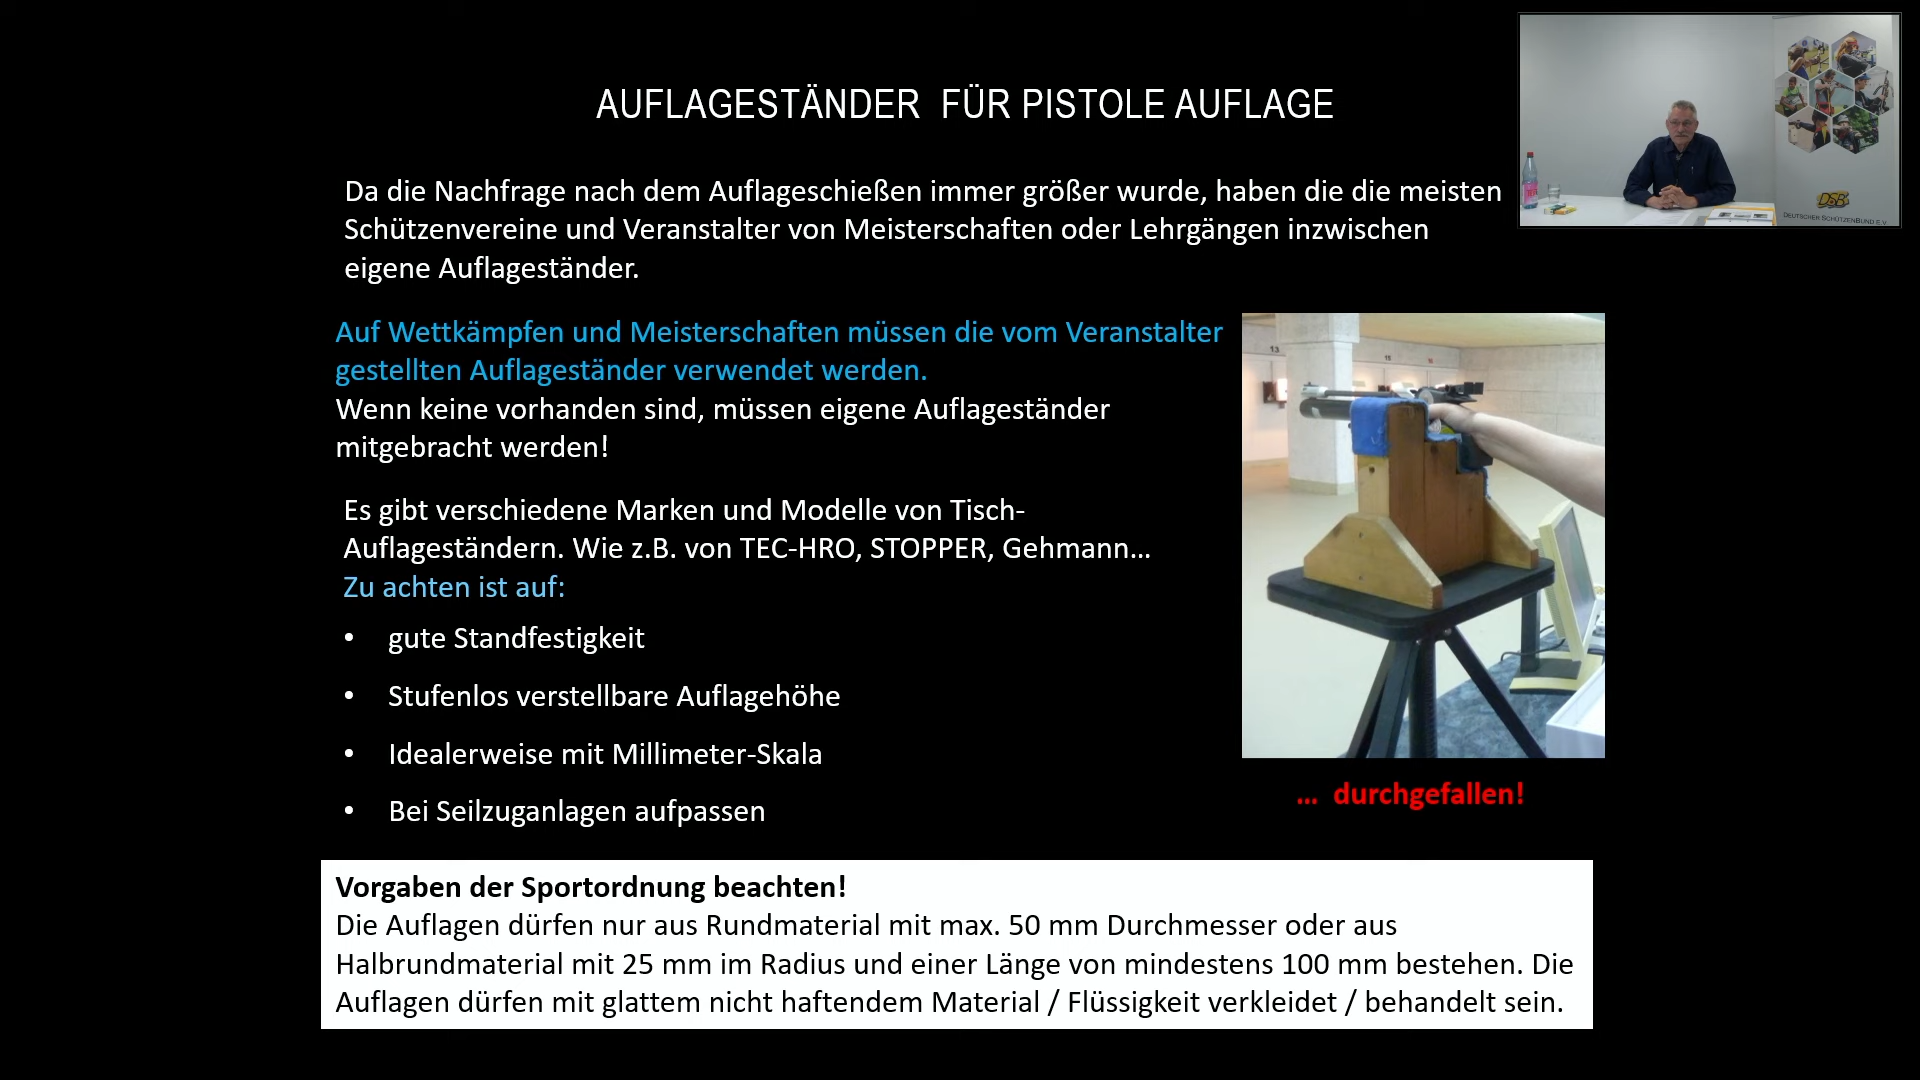 AUFLAGESTÄNDER FÜR PISTOLE AUFLAGE
Da die Nachfrage nach dem Auflageschießen immer größer wurde, haben die die meisten
Schützenvereine und Veranstalter von Meisterschaften oder Lehrgängen inzwischen
eigene Auflageständer.
DSB
DEUTSCHER SCHÜTZENBUND E.V.
Auf Wettkämpfen und Meisterschaften müssen die vom Veranstalter
gestellten Auflageständer verwendet werden.
Wenn keine vorhanden sind, müssen eigene Auflageständer
mitgebracht werden!
Es gibt verschiedene Marken und Modelle von Tisch-
Auflageständern. Wie z.B. von TEC-HRO, STOPPER, Gehmann...
Zu achten ist auf:
• gute Standfestigkeit
• Stufenlos verstellbare Auflagehöhe
• Idealerweise mit Millimeter-Skala
• Bei Seilzuganlagen aufpassen
13
15
... durchgefallen!
Vorgaben der Sportordnung beachten!
Die Auflagen dürfen nur aus Rundmaterial mit max. 50 mm Durchmesser oder aus
Halbrundmaterial mit 25 mm im Radius und einer Länge von mindestens 100 mm bestehen. Die
Auflagen dürfen mit glattem nicht haftendem Material / Flüssigkeit verkleidet / behandelt sein.